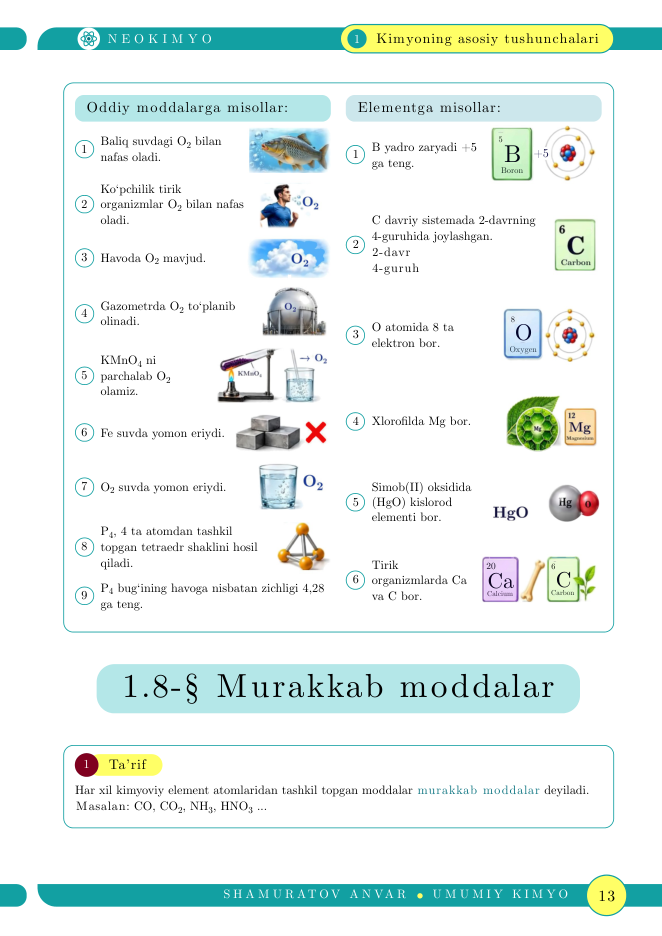 NEOKIMYO
1 Kimyoning asosiy tushunchalari
Oddiy moddalarga misollar:
1 Baliq suvdagi O₂ bilan
nafas oladi.
2 Ko‘pchilik tirik
organizmlar O₂ bilan nafas
oladi.
O₂
3 Havoda O₂ mavjud.
O₂
4 Gazometrda O₂ to‘planib
olinadi.
O₂
5 KMnO₄ ni
parchalab O₂
olamiz.
KMnO₄
→ O₂
6 Fe suvda yomon eriydi.
7 O₂ suvda yomon eriydi.
O₂
8 P₄, 4 ta atomdan tashkil
topgan tetraedr shaklini hosil
qiladi.
9 P₄ bug‘ining havoga nisbatan zichligi 4,28
ga teng.
Elementga misollar:
1 B yadro zaryadi +5
ga teng.
5
B
Boron
+5
2 C davriy sistemada 2-davrning
4-guruhida joylashgan.
2-davr
4-guruh
6
C
Carbon
3 O atomida 8 ta
elektron bor.
8
O
Oxygen
4 Xlorofilda Mg bor.
Mg
12
Mg
Magnesium
5 Simob(II) oksidida
(HgO) kislorod
elementi bor.
HgO
Hg O
6 Tirik
organizmlarda Ca
va C bor.
20
Ca
Calcium
6
C
Carbon
1.8-§ Murakkab moddalar
1 Ta’rif
Har xil kimyoviy element atomlaridan tashkil topgan moddalar murakkab moddalar deyiladi.
Masalan: CO, CO₂, NH₃, HNO₃ ...
SHAMURATOV ANVAR • UMUMIY KIMYO
13